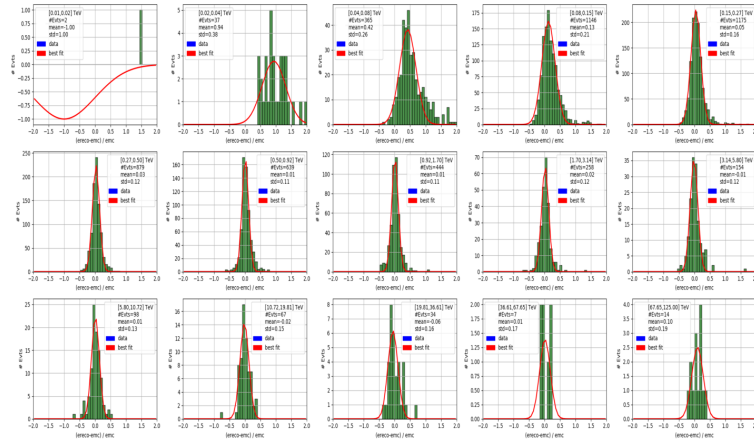 [0.01,0.02] TeV
#Evts=2
mean=-1.00
std=1.00
data
best fit
# Evts
(ereco-emc) / emc
[0.02,0.04] TeV
#Evts=37
mean=0.94
std=0.38
data
best fit
# Evts
(ereco-emc) / emc
[0.04,0.08] TeV
#Evts=365
mean=0.42
std=0.26
data
best fit
# Evts
(ereco-emc) / emc
[0.08,0.15] TeV
#Evts=1146
mean=0.13
std=0.21
data
best fit
# Evts
(ereco-emc) / emc
[0.15,0.27] TeV
#Evts=1175
mean=0.05
std=0.16
data
best fit
# Evts
(ereco-emc) / emc
[0.27,0.50] TeV
#Evts=879
mean=0.03
std=0.12
data
best fit
# Evts
(ereco-emc) / emc
[0.50,0.92] TeV
#Evts=639
mean=0.01
std=0.11
data
best fit
# Evts
(ereco-emc) / emc
[0.92,1.70] TeV
#Evts=444
mean=0.01
std=0.11
data
best fit
# Evts
(ereco-emc) / emc
[1.70,3.14] TeV
#Evts=258
mean=0.02
std=0.12
data
best fit
# Evts
(ereco-emc) / emc
[3.14,5.80] TeV
#Evts=154
mean=-0.01
std=0.12
data
best fit
# Evts
(ereco-emc) / emc
[5.80,10.72] TeV
#Evts=98
mean=0.01
std=0.13
data
best fit
# Evts
(ereco-emc) / emc
[10.72,19.81] TeV
#Evts=67
mean=-0.02
std=0.15
data
best fit
# Evts
(ereco-emc) / emc
[19.81,36.61] TeV
#Evts=34
mean=-0.06
std=0.16
data
best fit
# Evts
(ereco-emc) / emc
[36.61,67.65] TeV
#Evts=7
mean=0.01
std=0.17
data
best fit
# Evts
(ereco-emc) / emc
[67.65,125.00] TeV
#Evts=14
mean=0.10
std=0.19
data
best fit
# Evts
(ereco-emc) / emc